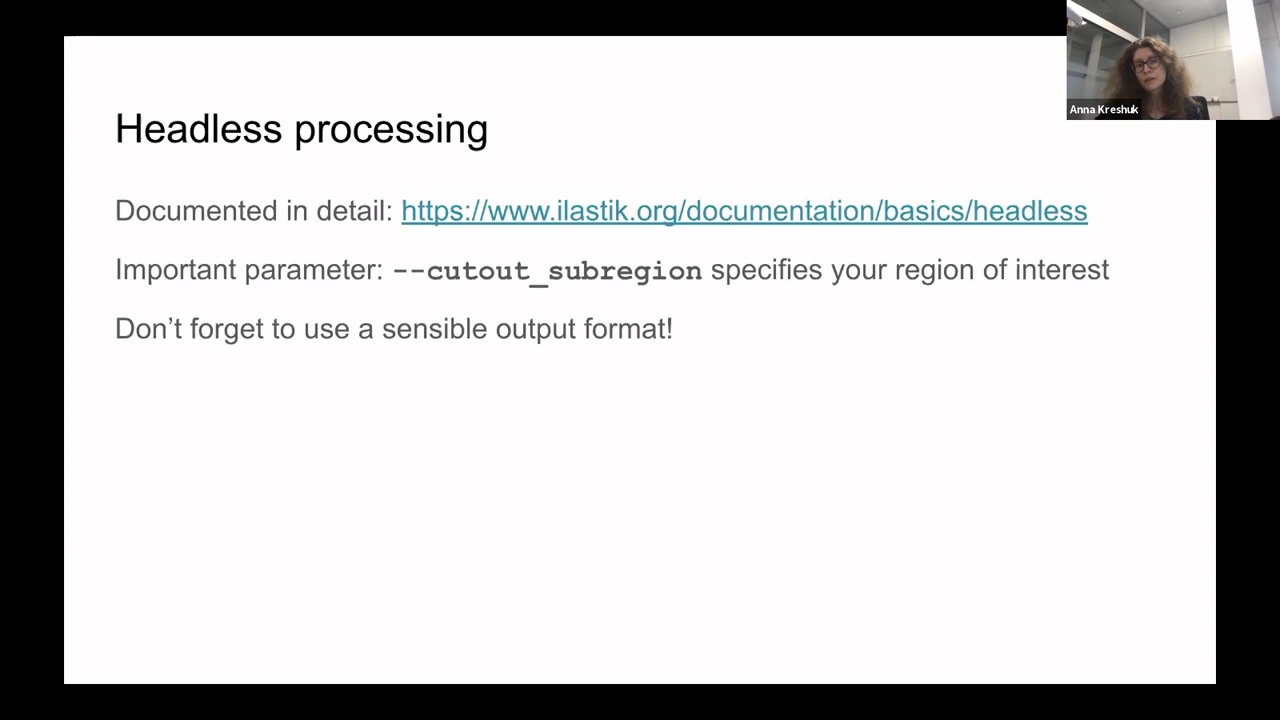 Anna Kreshuk
Headless processing
Documented in detail: https://www.ilastik.org/documentation/basics/headless
Important parameter: --cutout_subregion specifies your region of interest
Don’t forget to use a sensible output format!